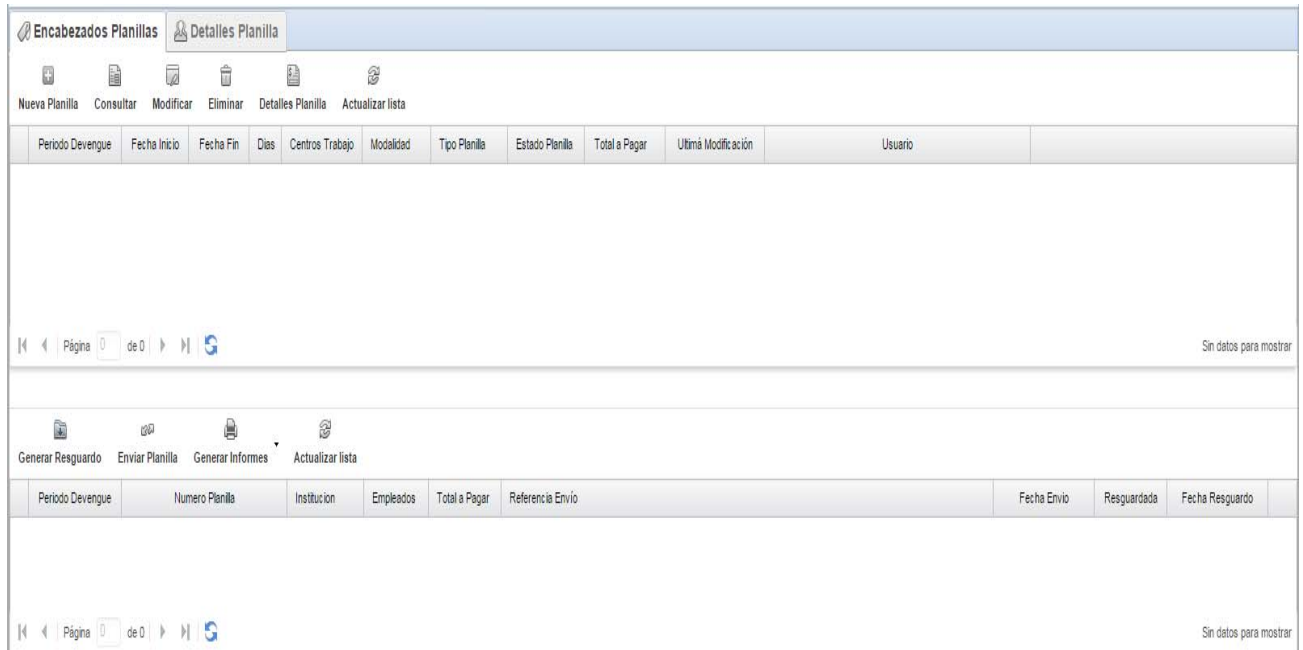 Encabezados Planillas Detalles Planilla
Nueva Planilla Consultar Modificar Eliminar Detalles Planilla Actualizar lista
Periodo Devengue Fecha Inicio Fecha Fin Dias Centros Trabajo Modalidad Tipo Planilla Estado Planilla Total a Pagar Ultimá Modificación Usuario
Página 0 de 0 Sin datos para mostrar
Generar Resguardo Enviar Planilla Generar Informes Actualizar lista
Periodo Devengue Numero Planilla Institucion Empleados Total a Pagar Referencia Envío Fecha Envio Resguardada Fecha Resguardo
Página 0 de 0 Sin datos para mostrar